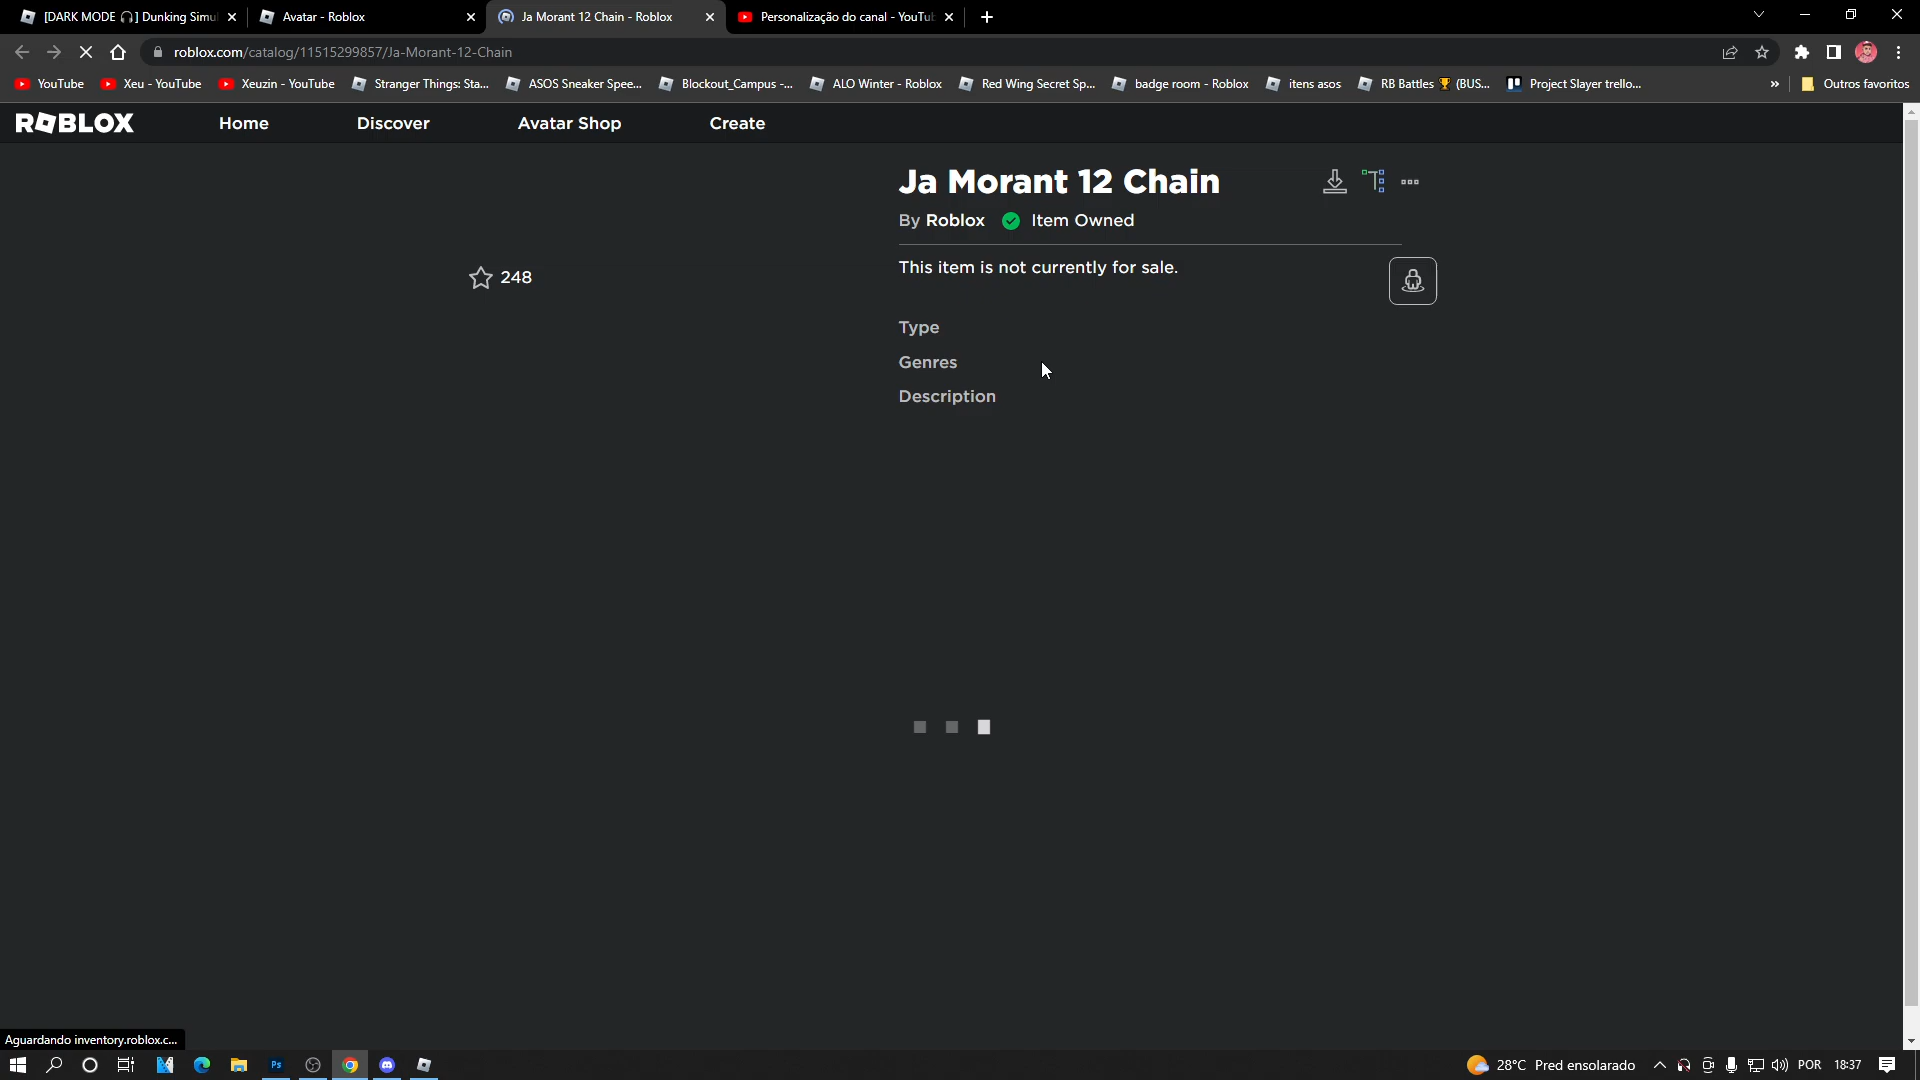 [DARK MODE 🎧] Dunking Simul
Avatar - Roblox
Ja Morant 12 Chain - Roblox
Personalização do canal - YouTu
roblox.com/catalog/11515299857/Ja-Morant-12-Chain
YouTube
Xeu - YouTube
Xeuzin - YouTube
Stranger Things: Sta...
ASOS Sneaker Spee...
Blockout_Campus -...
ALO Winter - Roblox
Red Wing Secret Sp...
badge room - Roblox
itens asos
RB Battles 🏆 (BUS...
Project Slayer trello...
»
Outros favoritos
ROBLOX
Home
Discover
Avatar Shop
Create
Ja Morant 12 Chain
By Roblox Item Owned
This item is not currently for sale.
248
Type
Genres
Description
Aguardando inventory.roblox.c...
Ps
28°C Pred ensolarado
POR
18:37